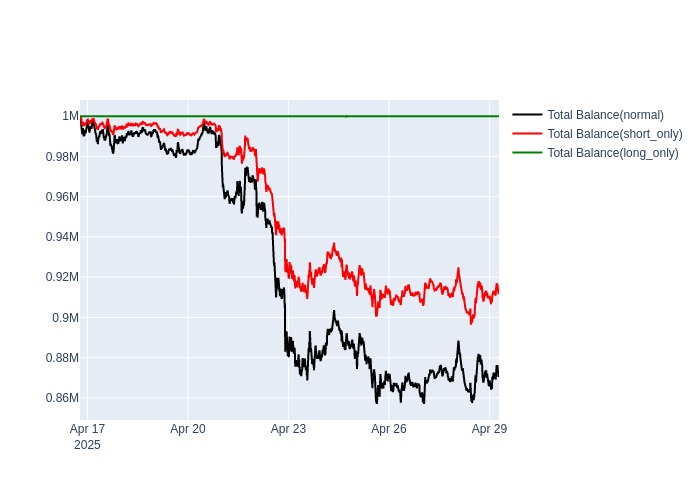 1M
0.98M
0.96M
0.94M
0.92M
0.9M
0.88M
0.86M
Apr 17
2025
Apr 20
Apr 23
Apr 26
Apr 29
Total Balance(normal)
Total Balance(short_only)
Total Balance(long_only)